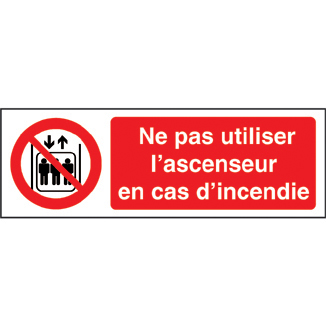 Ne pas utiliser
l'ascenseur
en cas d'incendie